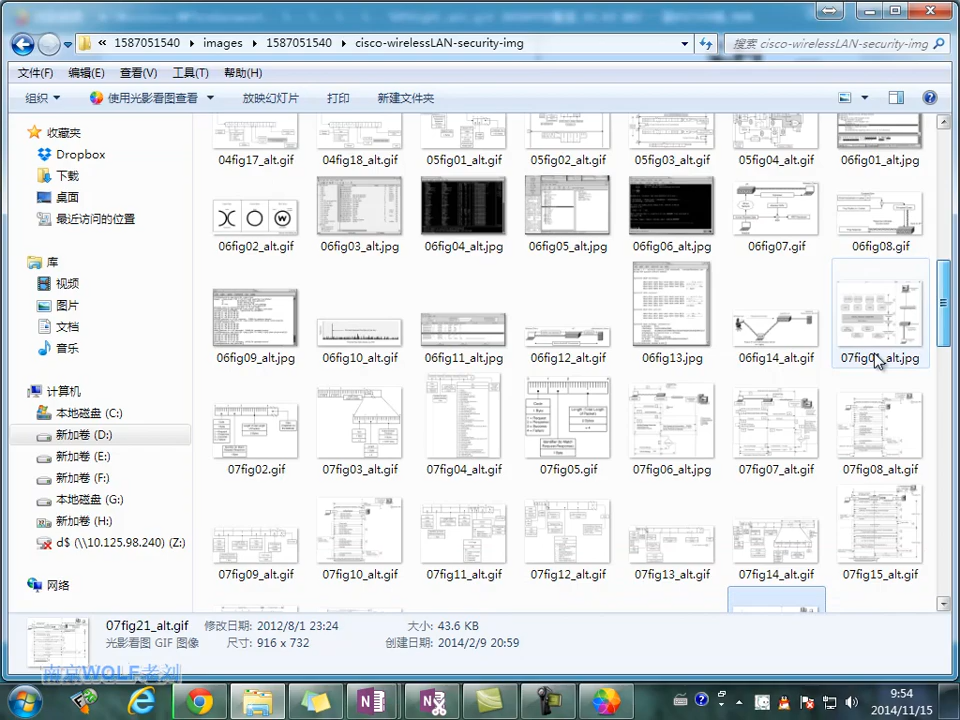 « 1587051540 images 1587051540 cisco-wirelessLAN-security-img
搜索 cisco-wirelessLAN-security-img
文件(F) 编辑(E) 查看(V) 工具(T) 帮助(H)
组织 使用光影看图查看 放映幻灯片 打印 新建文件夹
收藏夹
Dropbox
下载
桌面
最近访问的位置
库
视频
图片
文档
音乐
计算机
本地磁盘 (C:)
新加卷 (D:)
新加卷 (E:)
新加卷 (F:)
本地磁盘 (G:)
新加卷 (H:)
d$ (\\10.125.98.240) (Z:)
网络
04fig17_alt.gif 04fig18_alt.gif 05fig01_alt.gif 05fig02_alt.gif 05fig03_alt.gif 05fig04_alt.gif 06fig01_alt.jpg
06fig02_alt.gif 06fig03_alt.jpg 06fig04_alt.jpg 06fig05_alt.jpg 06fig06_alt.jpg 06fig07.gif 06fig08.gif
06fig09_alt.jpg 06fig10_alt.gif 06fig11_alt.jpg 06fig12_alt.gif 06fig13.jpg 06fig14_alt.gif
07fig02.gif 07fig03_alt.gif 07fig04_alt.gif 07fig05.gif 07fig06_alt.jpg 07fig07_alt.gif 07fig08_alt.gif
07fig09_alt.gif 07fig10_alt.gif 07fig11_alt.gif 07fig12_alt.gif 07fig13_alt.gif 07fig14_alt.gif 07fig15_alt.gif
07fig21_alt.gif 修改日期: 2012/8/1 23:24 大小: 43.6 KB
光影看图 GIF 图像 尺寸: 916 x 732 创建日期: 2014/2/9 20:59
南京WOLF老刘
9:54
2014/11/15